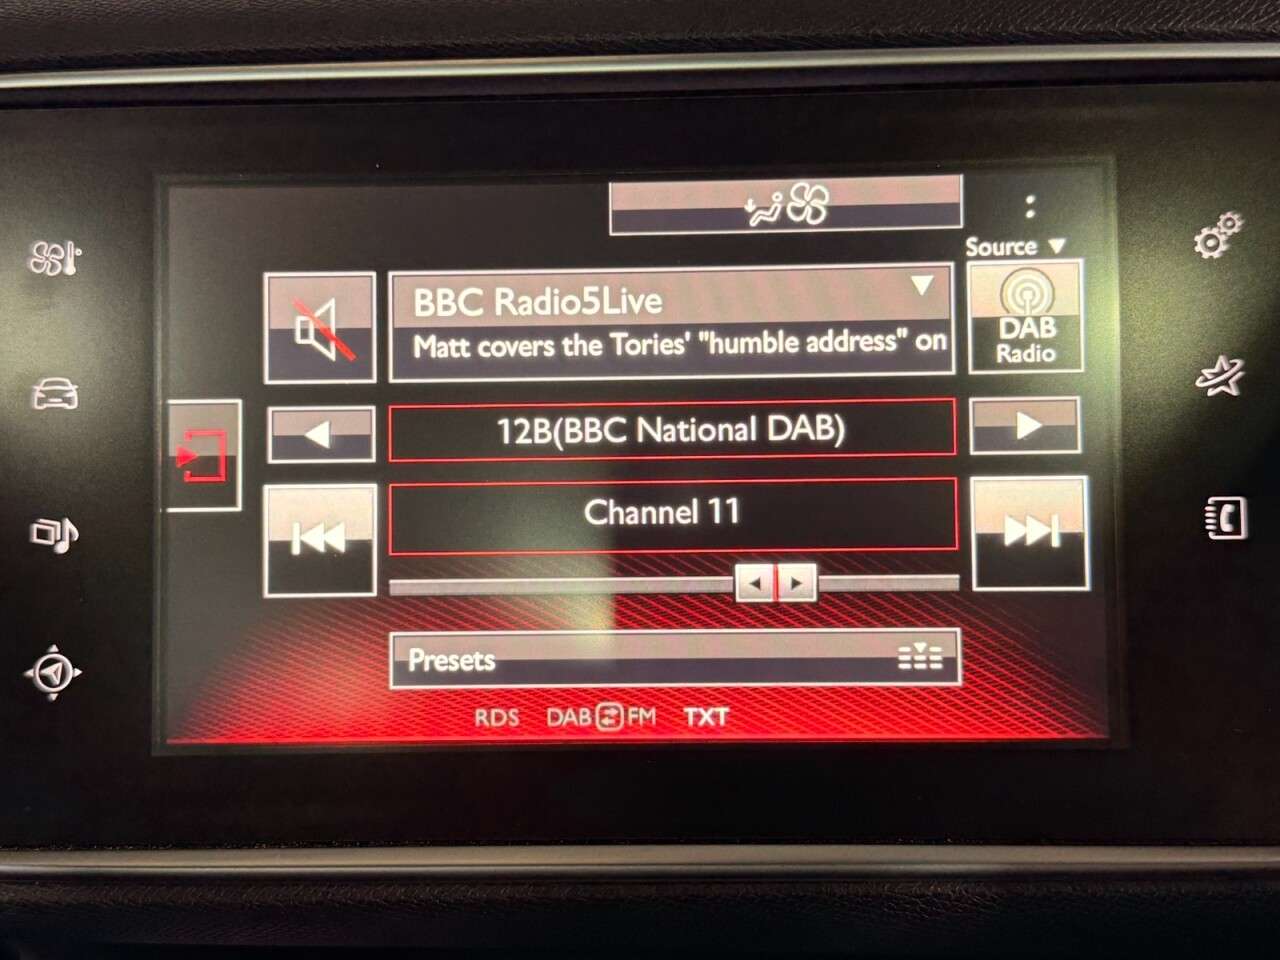 Source
BBC Radio5Live
Matt covers the Tories' "humble address" on
DAB
Radio
12B(BBC National DAB)
Channel 11
Presets
RDS DAB FM TXT